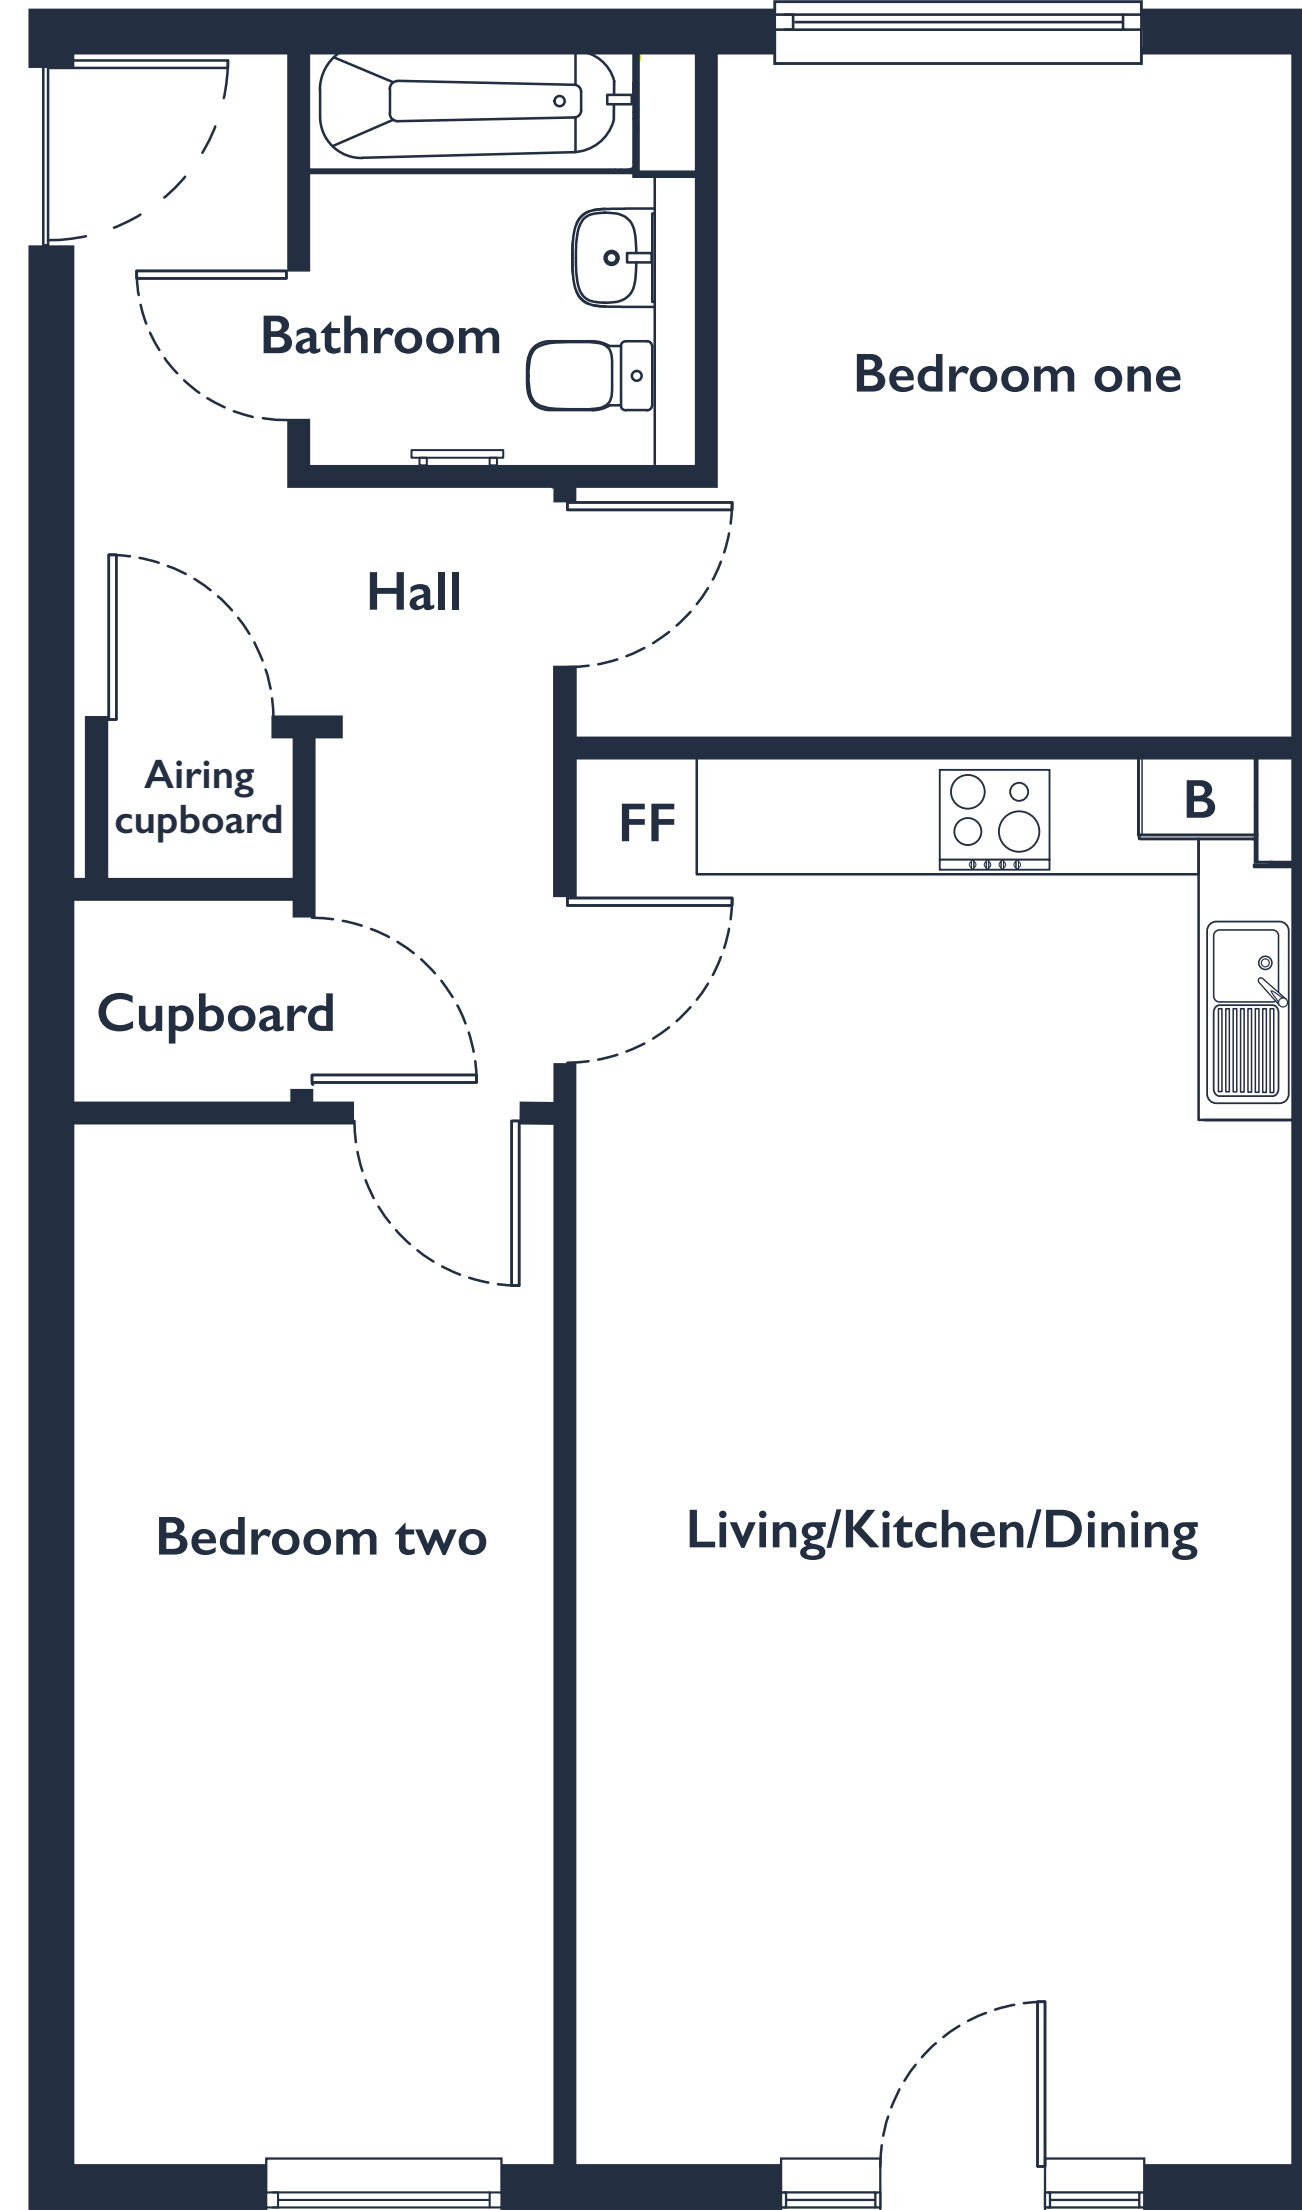 Bathroom
Bedroom one
Hall
Airing
cupboard
FF
B
Cupboard
Bedroom two
Living/Kitchen/Dining